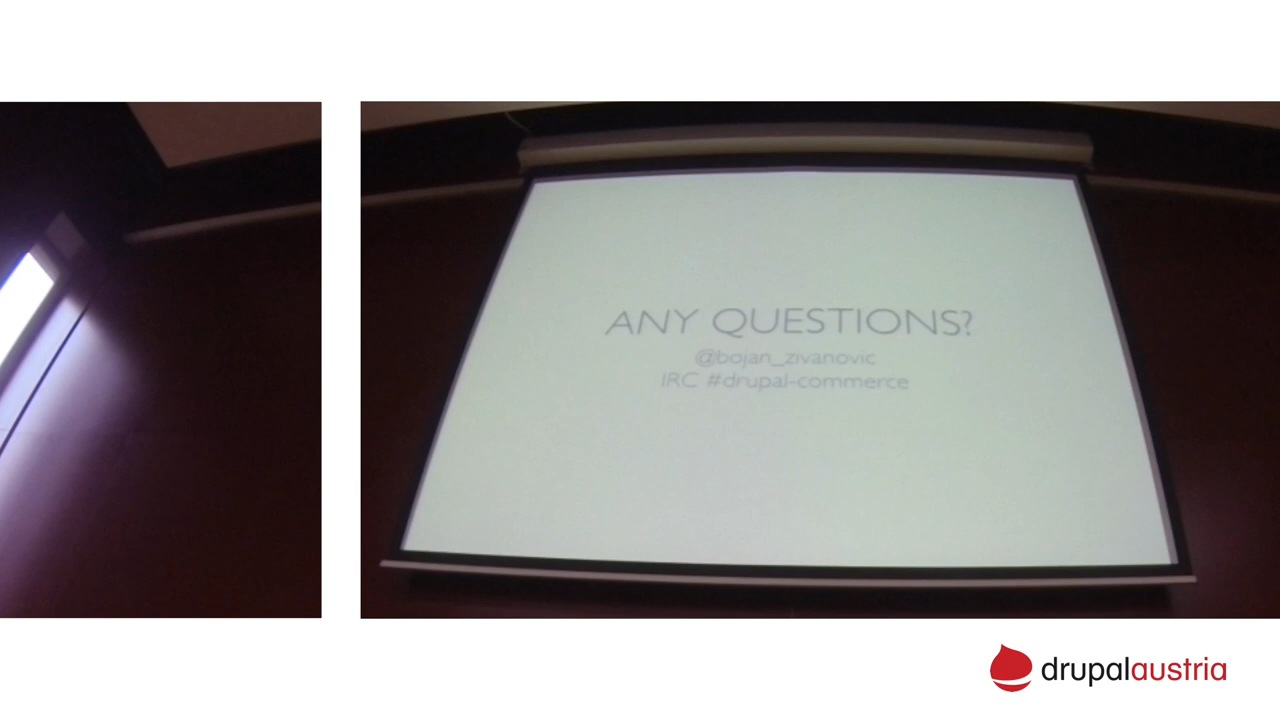 ANY QUESTIONS?
@bojan_zivanovic
IRC #drupal-commerce
drupalaustria